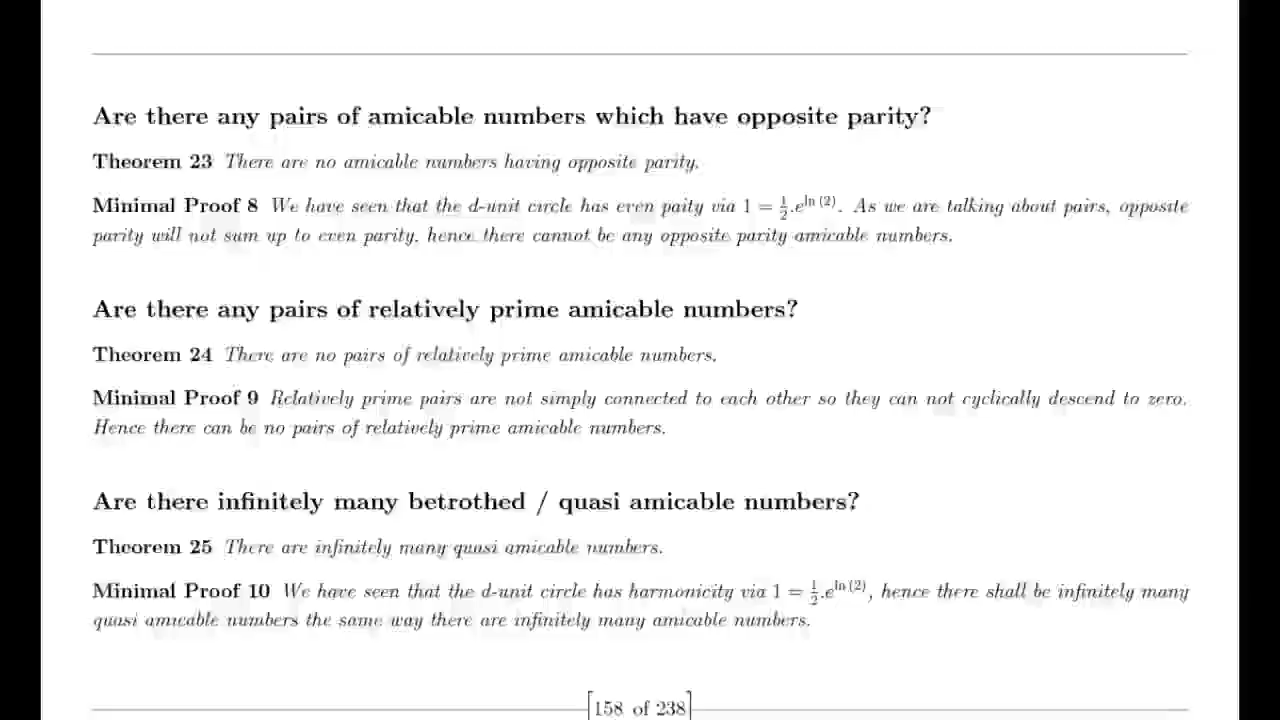 Are there any pairs of amicable numbers which have opposite parity?
Theorem 23 There are no amicable numbers having opposite parity.
Minimal Proof 8 We have seen that the d-unit circle has even paity via 1 = 1/2.e^ln (2). As we are talking about pairs, opposite
parity will not sum up to even parity. hence there cannot be any opposite parity amicable numbers.
Are there any pairs of relatively prime amicable numbers?
Theorem 24 There are no pairs of relatively prime amicable numbers.
Minimal Proof 9 Relatively prime pairs are not simply connected to each other so they can not cyclically descend to zero.
Hence there can be no pairs of relatively prime amicable numbers.
Are there infinitely many betrothed / quasi amicable numbers?
Theorem 25 There are infinitely many quasi amicable numbers.
Minimal Proof 10 We have seen that the d-unit circle has harmonicity via 1 = 1/2.e^ln (2), hence there shall be infinitely many
quasi amicable numbers the same way there are infinitely many amicable numbers.
[158 of 238]